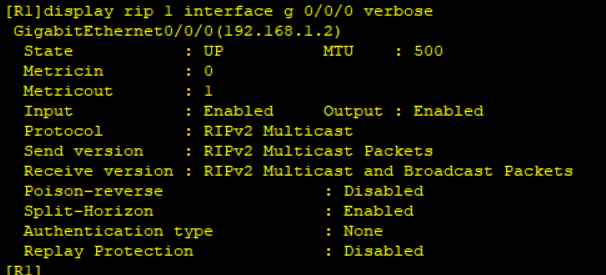 [R1]display rip 1 interface g 0/0/0 verbose
GigabitEthernet0/0/0(192.168.1.2)
State : UP MTU : 500
Metricin : 0
Metricout : 1
Input : Enabled Output : Enabled
Protocol : RIPv2 Multicast
Send version : RIPv2 Multicast Packets
Receive version : RIPv2 Multicast and Broadcast Packets
Poison-reverse : Disabled
Split-Horizon : Enabled
Authentication type : None
Replay Protection : Disabled
[R1]